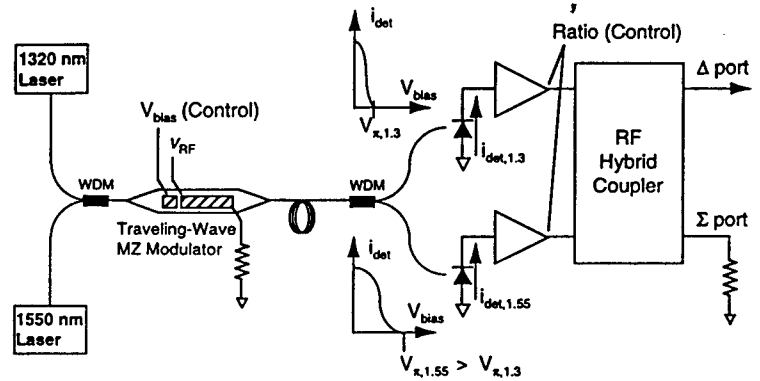 1320 nm
Laser
V_bias (Control)
V_RF
WDM
Traveling-Wave
MZ Modulator
1550 nm
Laser
i_det
V_bias
V_π,1.3
WDM
i_det
V_bias
V_π,1.55 > V_π,1.3
i_det,1.3
i_det,1.55
Ratio (Control)
RF
Hybrid
Coupler
Δ port
Σ port